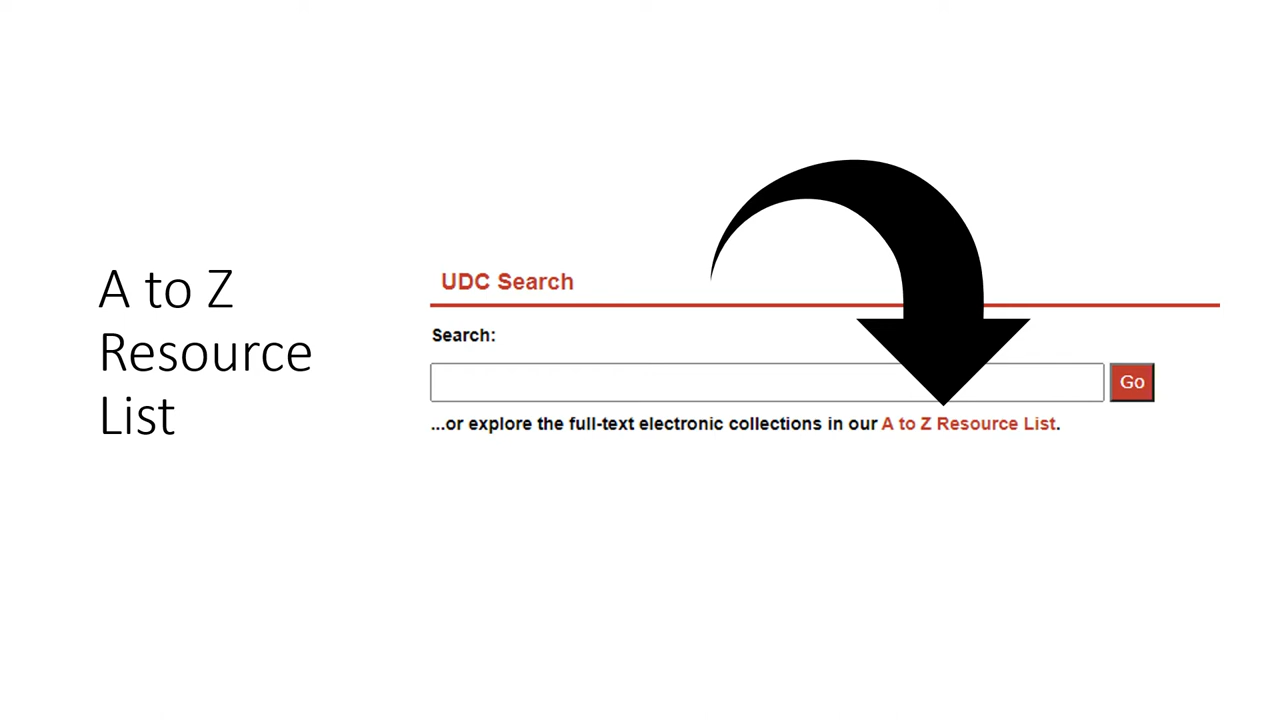 A to Z
Resource
List
UDC Search
Search:
Go
...or explore the full-text electronic collections in our A to Z Resource List.